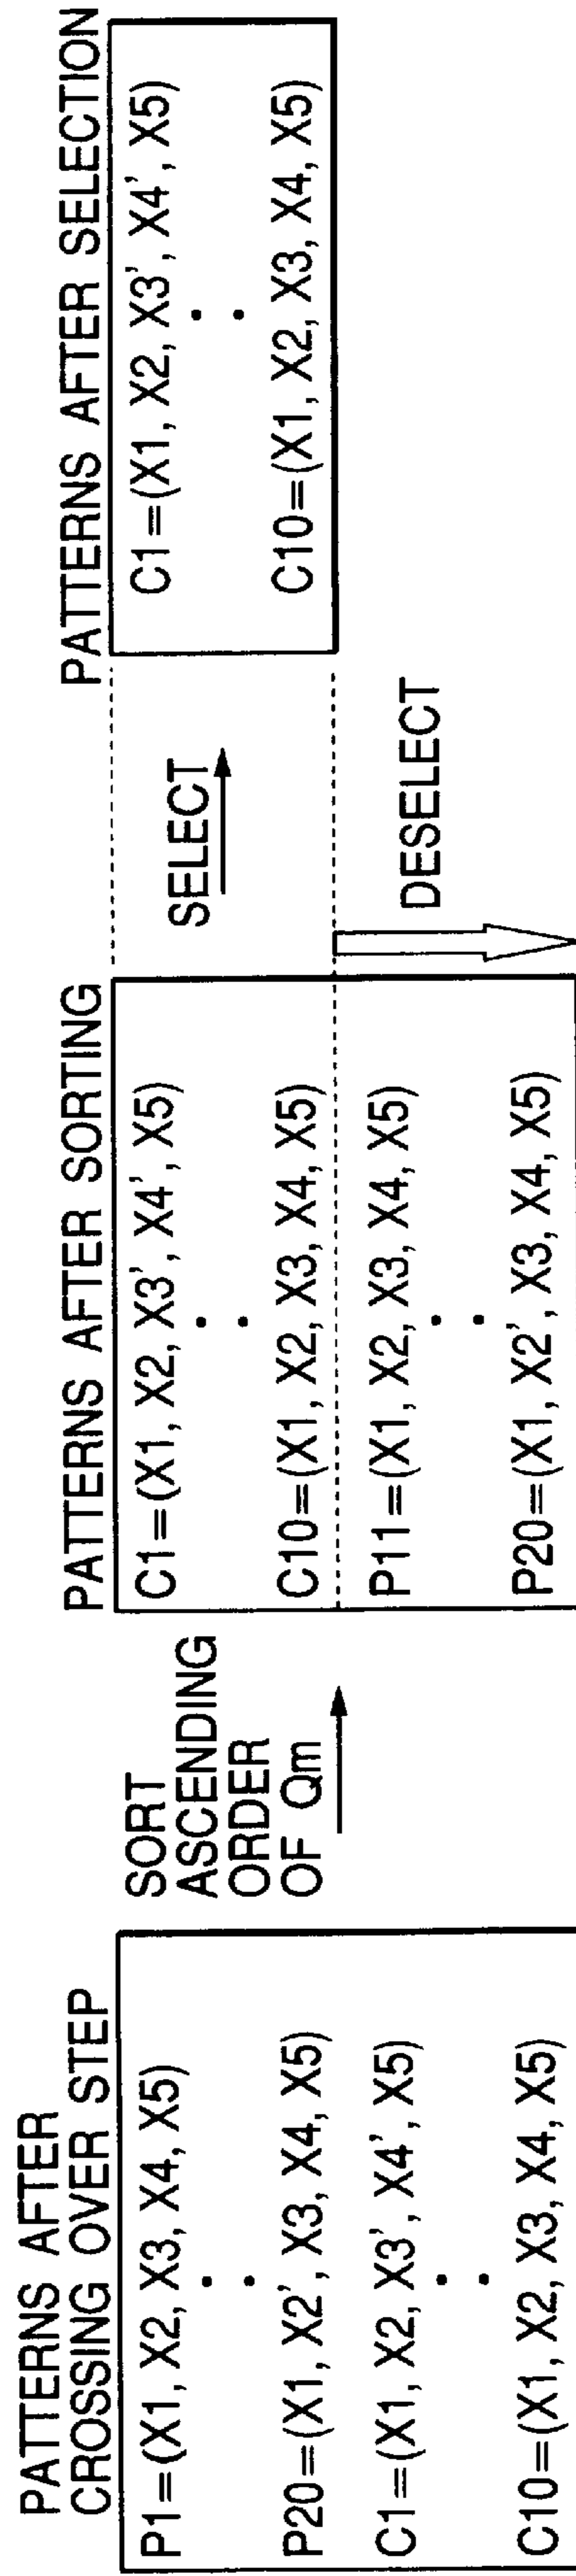 PATTERNS AFTER
CROSSING OVER STEP
P1=(X1, X2, X3, X4, X5)
P20=(X1, X2', X3, X4, X5)
C1=(X1, X2, X3', X4', X5)
C10=(X1, X2, X3, X4, X5)
SORT
ASCENDING
ORDER
OF Qm
PATTERNS AFTER SORTING
C1=(X1, X2, X3', X4', X5)
C10=(X1, X2, X3, X4, X5)
P11=(X1, X2, X3, X4, X5)
P20=(X1, X2', X3, X4, X5)
SELECT
DESELECT
PATTERNS AFTER SELECTION
C1=(X1, X2, X3', X4', X5)
C10=(X1, X2, X3, X4, X5)